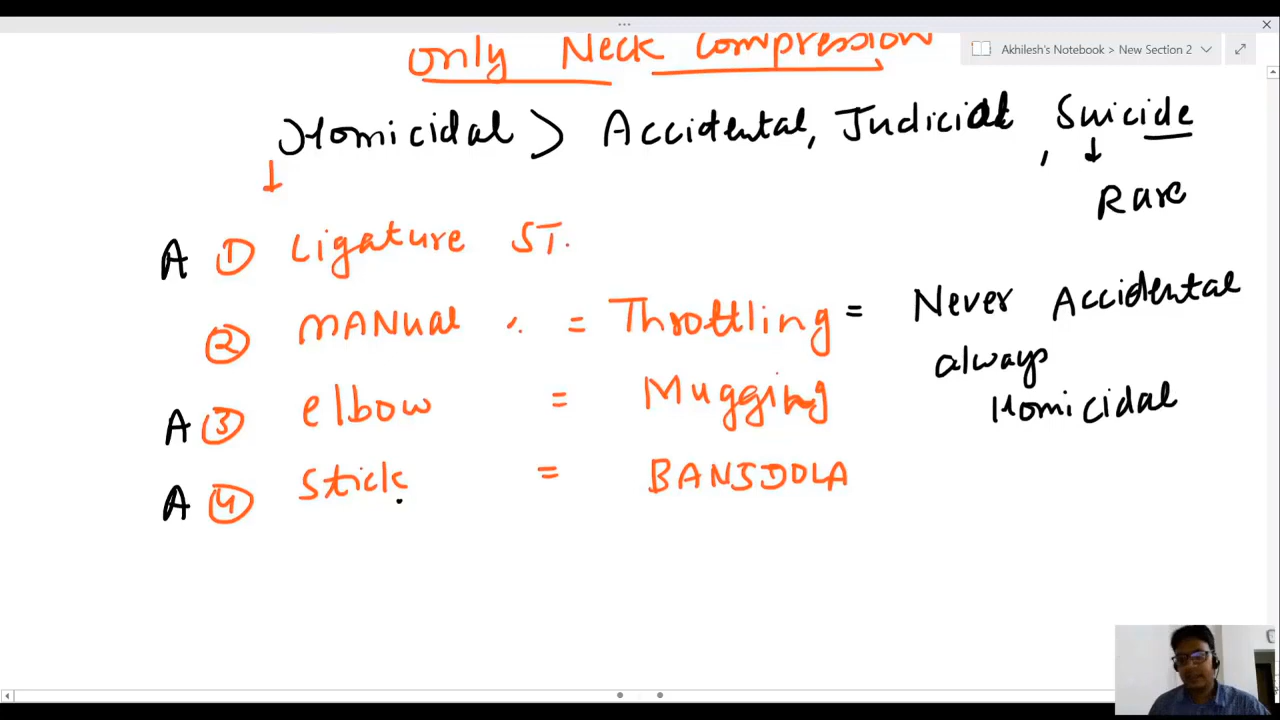 Akhilesh's Notebook > New Section 2
only Neck compression
Homicidal > Accidental, Judicial, Suicide
Rare
A ① Ligature ST.
② MANual = Throttling = Never Accidental
always
Homicidal
A ③ elbow = Mugging
A ④ Stick = BANSDOLA